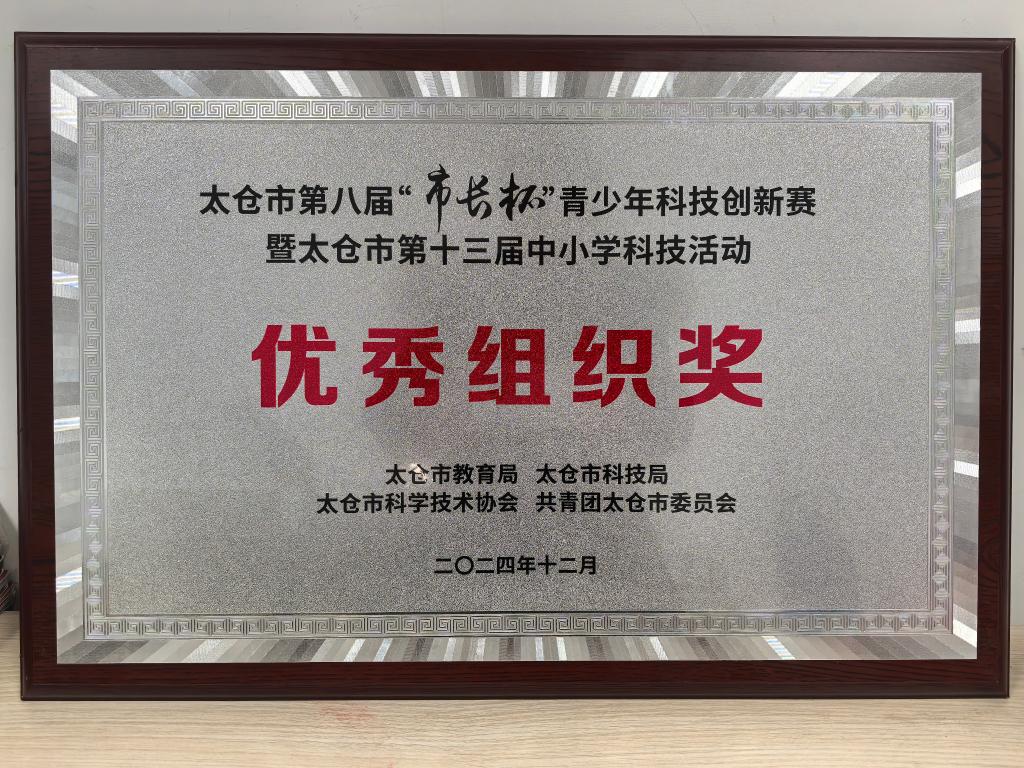 太仓市第八届“市长杯”青少年科技创新赛
暨太仓市第十三届中小学科技活动
优秀组织奖
太仓市教育局 太仓市科技局
太仓市科学技术协会 共青团太仓市委员会
二〇二四年十二月